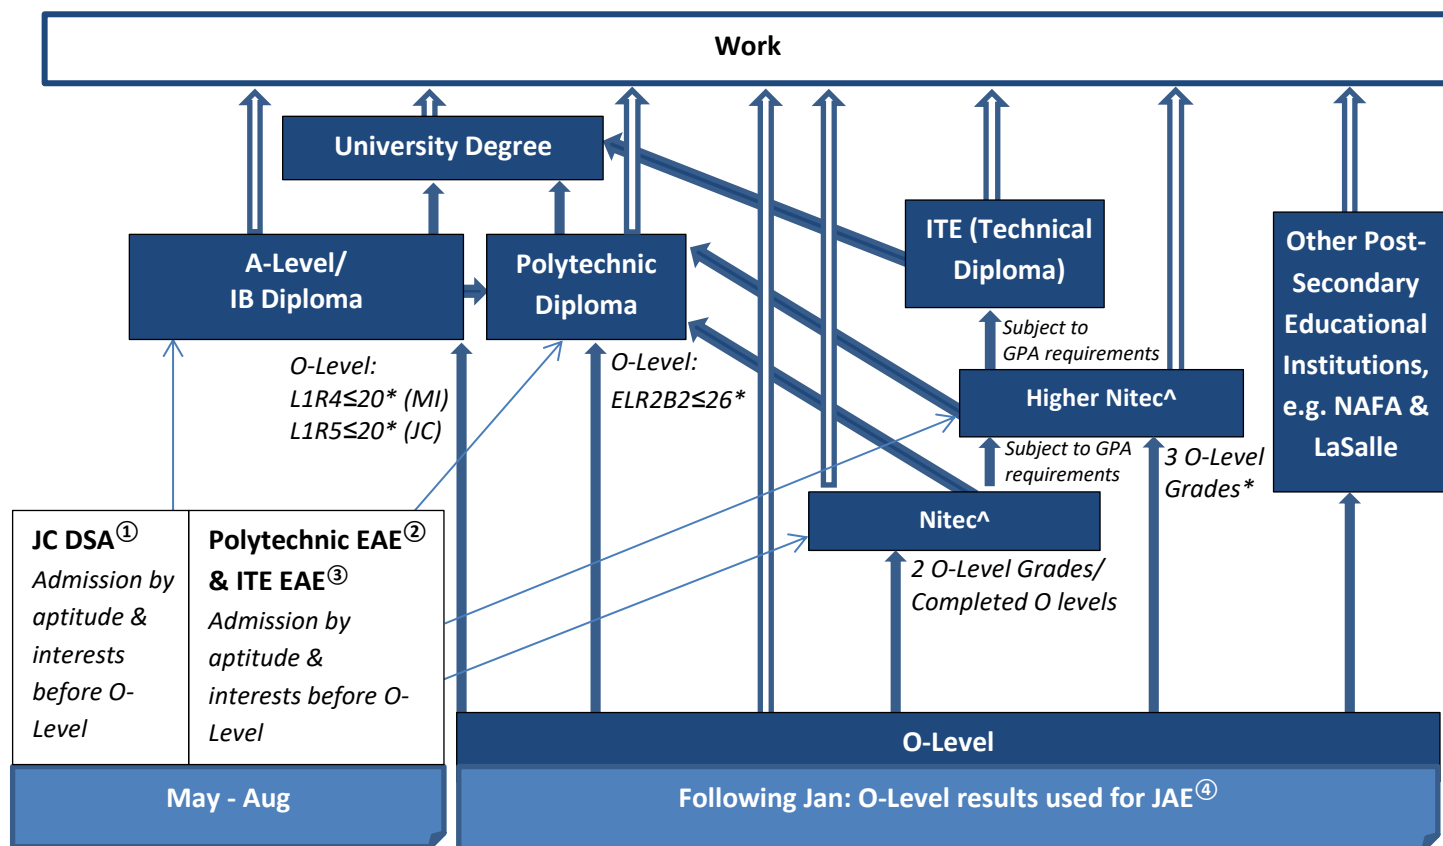 Work
University Degree
A-Level/
IB Diploma
Polytechnic
Diploma
ITE (Technical
Diploma)
Other Post-
Secondary
Educational
Institutions,
e.g. NAFA &
LaSalle
Subject to
GPA requirements
O-Level:
L1R4≤20* (MI)
L1R5≤20* (JC)
O-Level:
ELR2B2≤26*
Higher Nitec^
Subject to GPA
requirements
3 O-Level
Grades*
Nitec^
2 O-Level Grades/
Completed O levels
JC DSA①
Admission by
aptitude &
interests
before O-
Level
Polytechnic EAE②
& ITE EAE③
Admission by
aptitude &
interests before O-
Level
O-Level
May - Aug
Following Jan: O-Level results used for JAE④